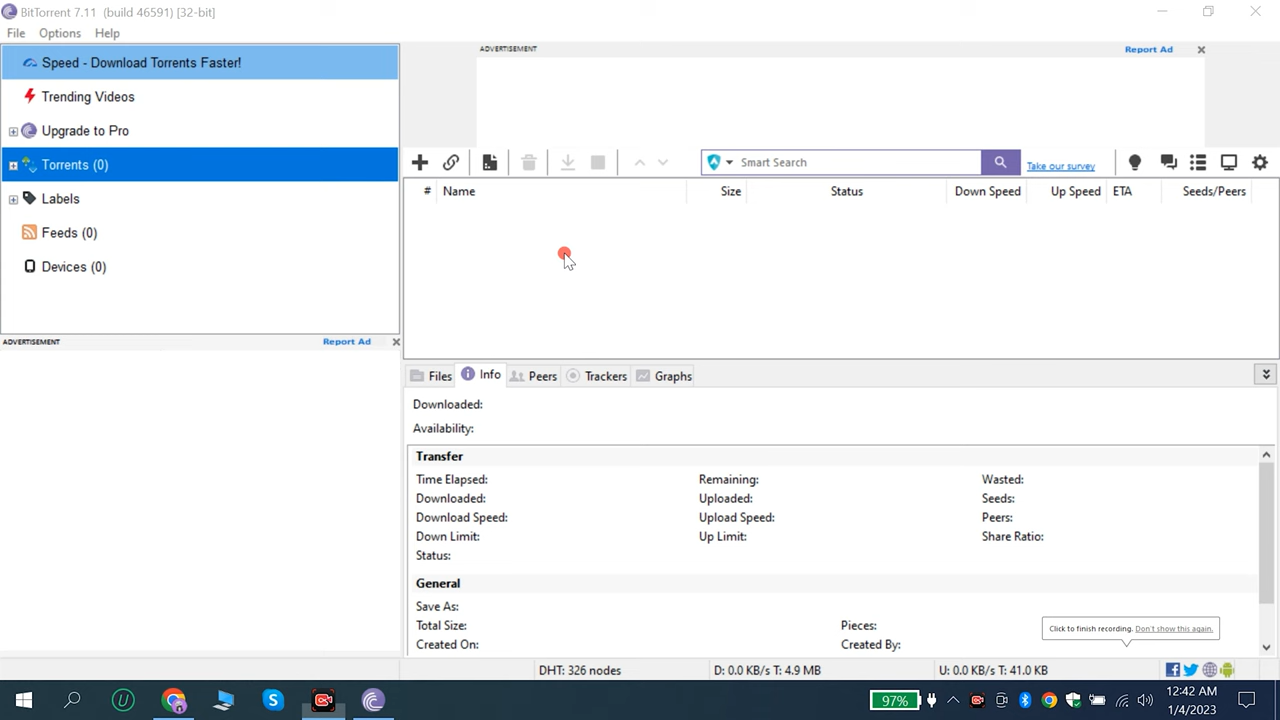 BitTorrent 7.11 (build 46591) [32-bit]
File Options Help
Speed - Download Torrents Faster!
Trending Videos
Upgrade to Pro
Torrents (0)
Labels
Feeds (0)
Devices (0)
ADVERTISEMENT Report Ad
ADVERTISEMENT Report Ad
Smart Search Take our survey
# Name Size Status Down Speed Up Speed ETA Seeds/Peers
Files Info Peers Trackers Graphs
Downloaded:
Availability:
Transfer
Time Elapsed: Remaining: Wasted:
Downloaded: Uploaded: Seeds:
Download Speed: Upload Speed: Peers:
Down Limit: Up Limit: Share Ratio:
Status:
General
Save As:
Total Size: Pieces:
Created On: Created By:
Click to finish recording. Don't show this again.
DHT: 326 nodes D: 0.0 KB/s T: 4.9 MB U: 0.0 KB/s T: 41.0 KB
97% 12:42 AM
1/4/2023